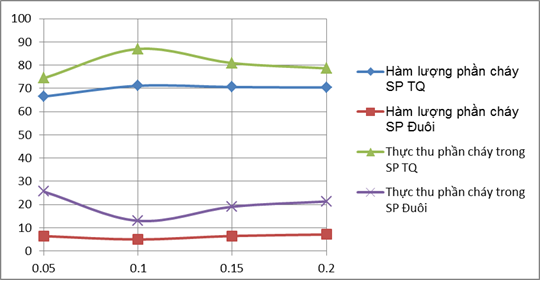 100
90
80
70
60
50
40
30
20
10
0
0.05 0.1 0.15 0.2
Hàm lượng phần cháy
SP TQ
Hàm lượng phần cháy
SP Đuôi
Thực thu phần cháy trong
SP TQ
Thực thu phần cháy trong
SP Đuôi